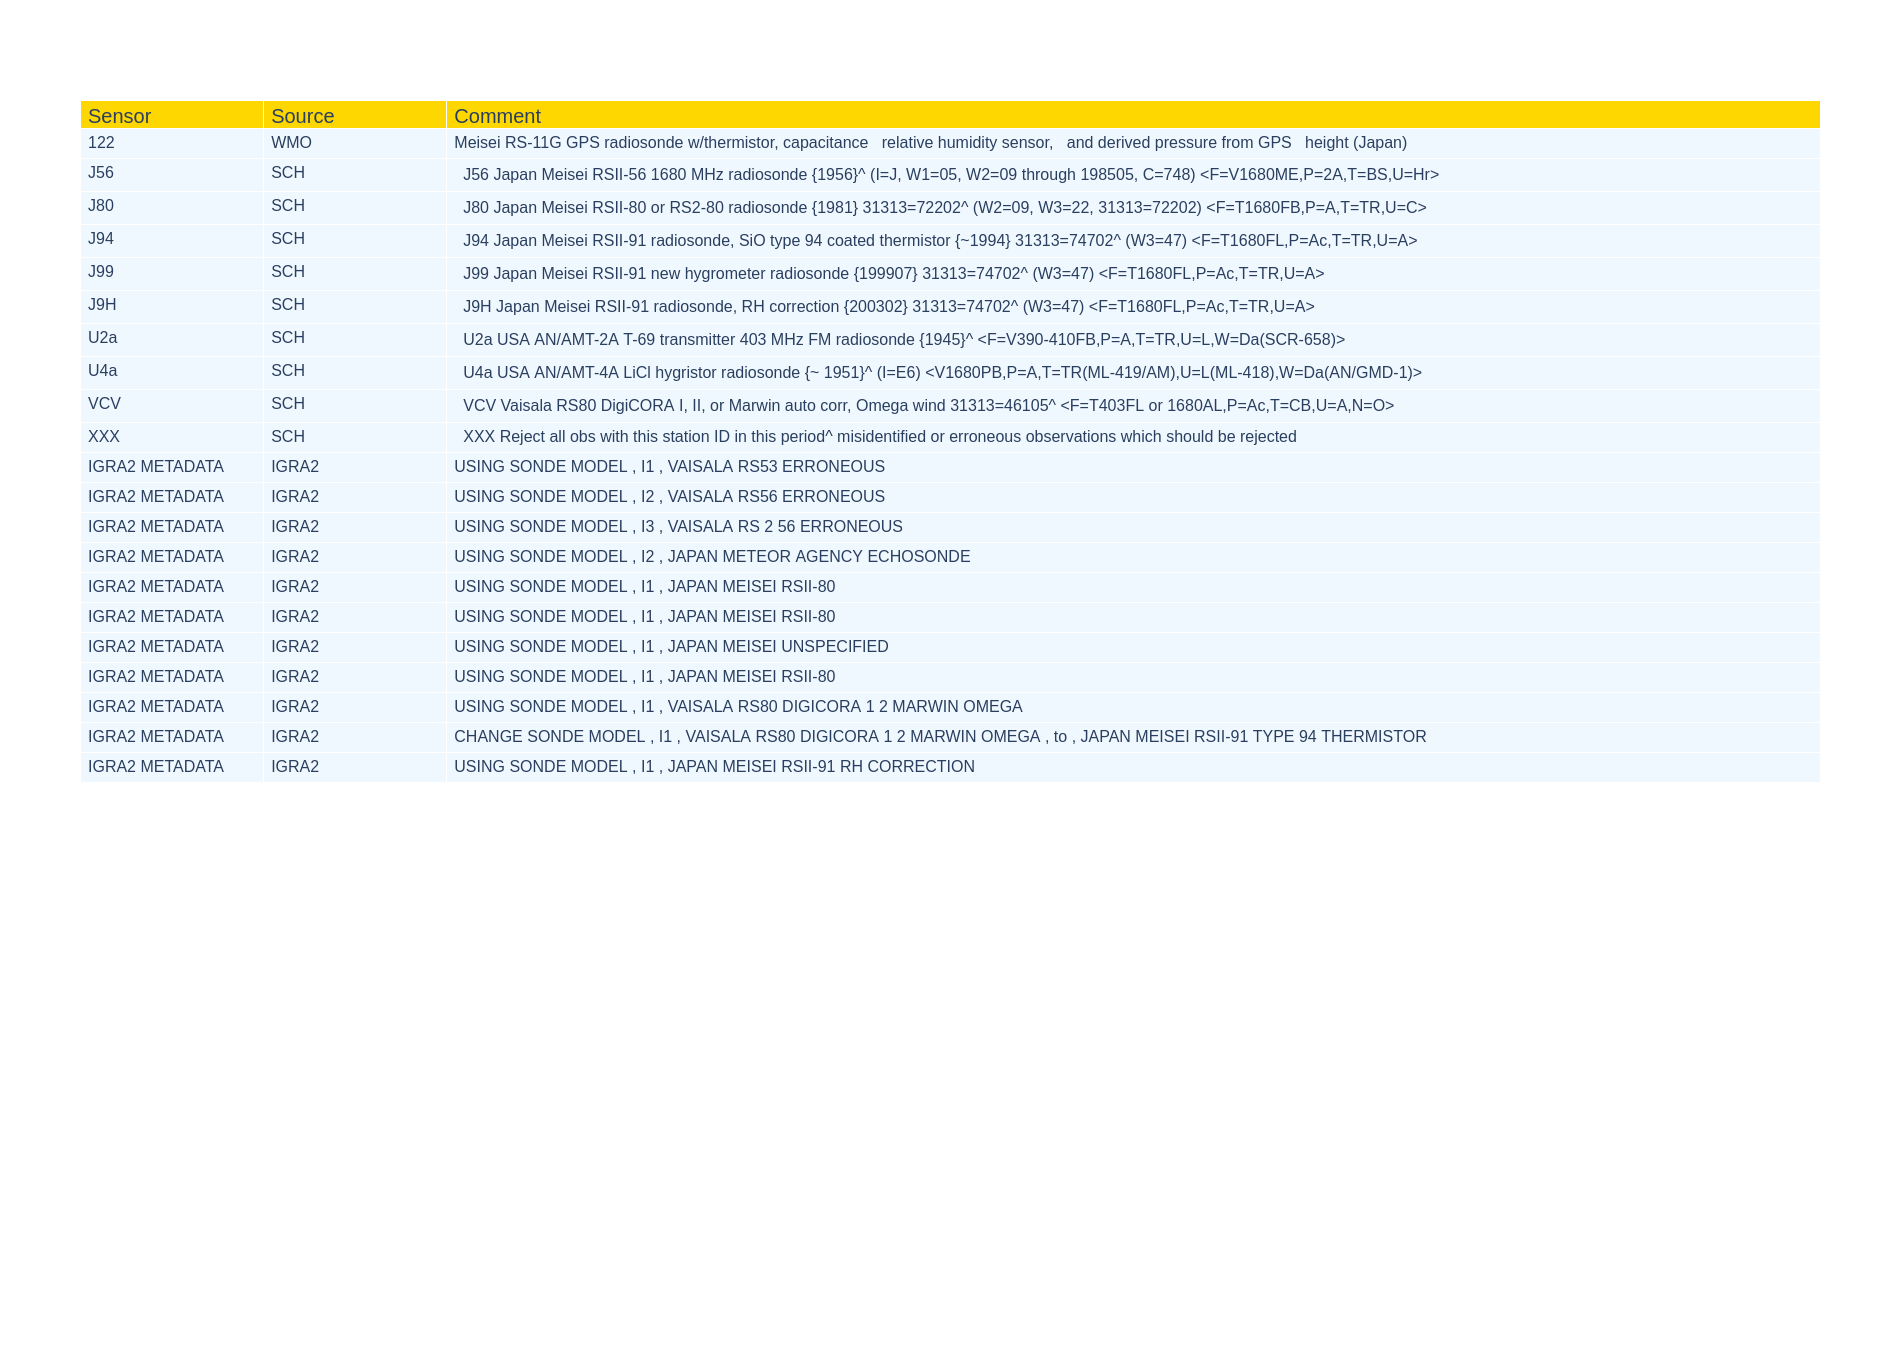 Sensor Source Comment
122 WMO Meisei RS-11G GPS radiosonde w/thermistor, capacitance   relative humidity sensor,   and derived pressure from GPS   height (Japan)
J56 SCH J56 Japan Meisei RSII-56 1680 MHz radiosonde {1956}^ (I=J, W1=05, W2=09 through 198505, C=748) <F=V1680ME,P=2A,T=BS,U=Hr>
J80 SCH J80 Japan Meisei RSII-80 or RS2-80 radiosonde {1981} 31313=72202^ (W2=09, W3=22, 31313=72202) <F=T1680FB,P=A,T=TR,U=C>
J94 SCH J94 Japan Meisei RSII-91 radiosonde, SiO type 94 coated thermistor {~1994} 31313=74702^ (W3=47) <F=T1680FL,P=Ac,T=TR,U=A>
J99 SCH J99 Japan Meisei RSII-91 new hygrometer radiosonde {199907} 31313=74702^ (W3=47) <F=T1680FL,P=Ac,T=TR,U=A>
J9H SCH J9H Japan Meisei RSII-91 radiosonde, RH correction {200302} 31313=74702^ (W3=47) <F=T1680FL,P=Ac,T=TR,U=A>
U2a SCH U2a USA AN/AMT-2A T-69 transmitter 403 MHz FM radiosonde {1945}^ <F=V390-410FB,P=A,T=TR,U=L,W=Da(SCR-658)>
U4a SCH U4a USA AN/AMT-4A LiCl hygristor radiosonde {~ 1951}^ (I=E6) <V1680PB,P=A,T=TR(ML-419/AM),U=L(ML-418),W=Da(AN/GMD-1)>
VCV SCH VCV Vaisala RS80 DigiCORA I, II, or Marwin auto corr, Omega wind 31313=46105^ <F=T403FL or 1680AL,P=Ac,T=CB,U=A,N=O>
XXX SCH XXX Reject all obs with this station ID in this period^ misidentified or erroneous observations which should be rejected
IGRA2 METADATA IGRA2 USING SONDE MODEL , I1 , VAISALA RS53 ERRONEOUS
IGRA2 METADATA IGRA2 USING SONDE MODEL , I2 , VAISALA RS56 ERRONEOUS
IGRA2 METADATA IGRA2 USING SONDE MODEL , I3 , VAISALA RS 2 56 ERRONEOUS
IGRA2 METADATA IGRA2 USING SONDE MODEL , I2 , JAPAN METEOR AGENCY ECHOSONDE
IGRA2 METADATA IGRA2 USING SONDE MODEL , I1 , JAPAN MEISEI RSII-80
IGRA2 METADATA IGRA2 USING SONDE MODEL , I1 , JAPAN MEISEI RSII-80
IGRA2 METADATA IGRA2 USING SONDE MODEL , I1 , JAPAN MEISEI UNSPECIFIED
IGRA2 METADATA IGRA2 USING SONDE MODEL , I1 , JAPAN MEISEI RSII-80
IGRA2 METADATA IGRA2 USING SONDE MODEL , I1 , VAISALA RS80 DIGICORA 1 2 MARWIN OMEGA
IGRA2 METADATA IGRA2 CHANGE SONDE MODEL , I1 , VAISALA RS80 DIGICORA 1 2 MARWIN OMEGA , to , JAPAN MEISEI RSII-91 TYPE 94 THERMISTOR
IGRA2 METADATA IGRA2 USING SONDE MODEL , I1 , JAPAN MEISEI RSII-91 RH CORRECTION